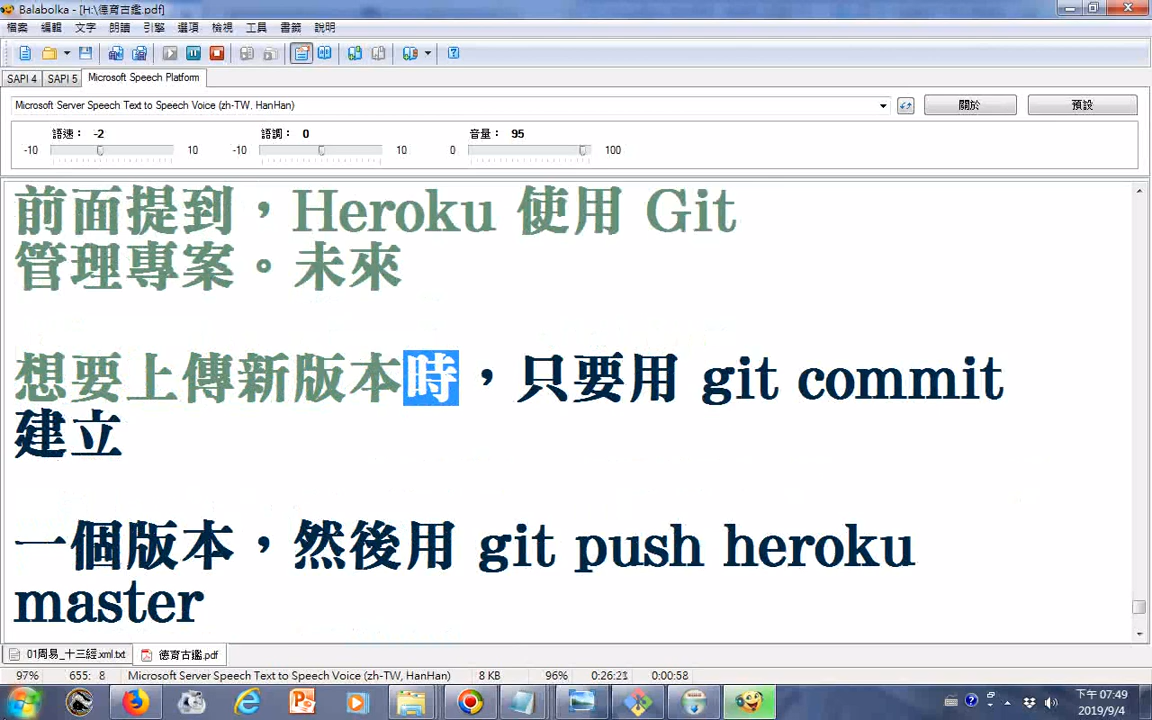 Balabolka - [H:\德育古鑑.pdf]
檔案 編輯 文字 朗讀 引擎 選項 檢視 工具 書籤 說明
SAPI 4 SAPI 5 Microsoft Speech Platform
Microsoft Server Speech Text to Speech Voice (zh-TW, HanHan) 關於 預設
語速： -2 語調： 0 音量： 95
-10 10 -10 10 0 100
前面提到，Heroku 使用 Git
管理專案。未來
想要上傳新版本時，只要用 git commit
建立
一個版本，然後用 git push heroku
master
01周易_十三經.xml.txt 德育古鑑.pdf
97% 655: 8 Microsoft Server Speech Text to Speech Voice (zh-TW, HanHan) 8 KB 96% 0:26:21 0:00:58
下午 07:49
2019/9/4